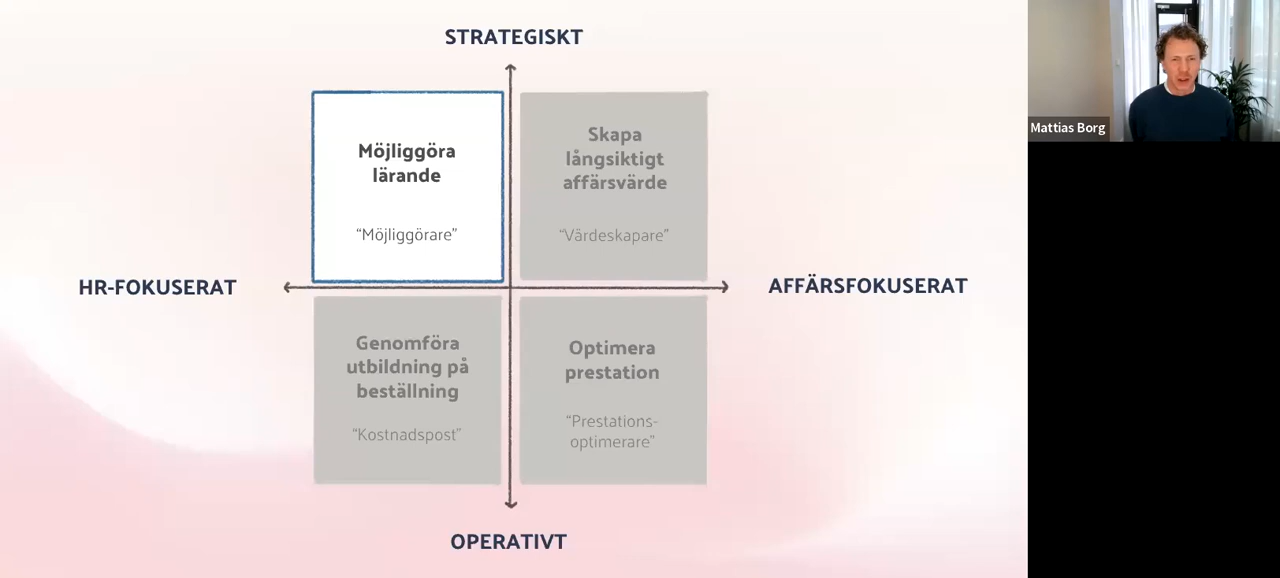 STRATEGISKT
Mattias Borg
Möjliggöra
lärande
“Möjliggörare”
Skapa
långsiktigt
affärsvärde
“Värdeskapare”
HR-FOKUSERAT
AFFÄRSFOKUSERAT
Genomföra
utbildning på
beställning
“Kostnadspost”
Optimera
prestation
“Prestations-
optimerare”
OPERATIVT